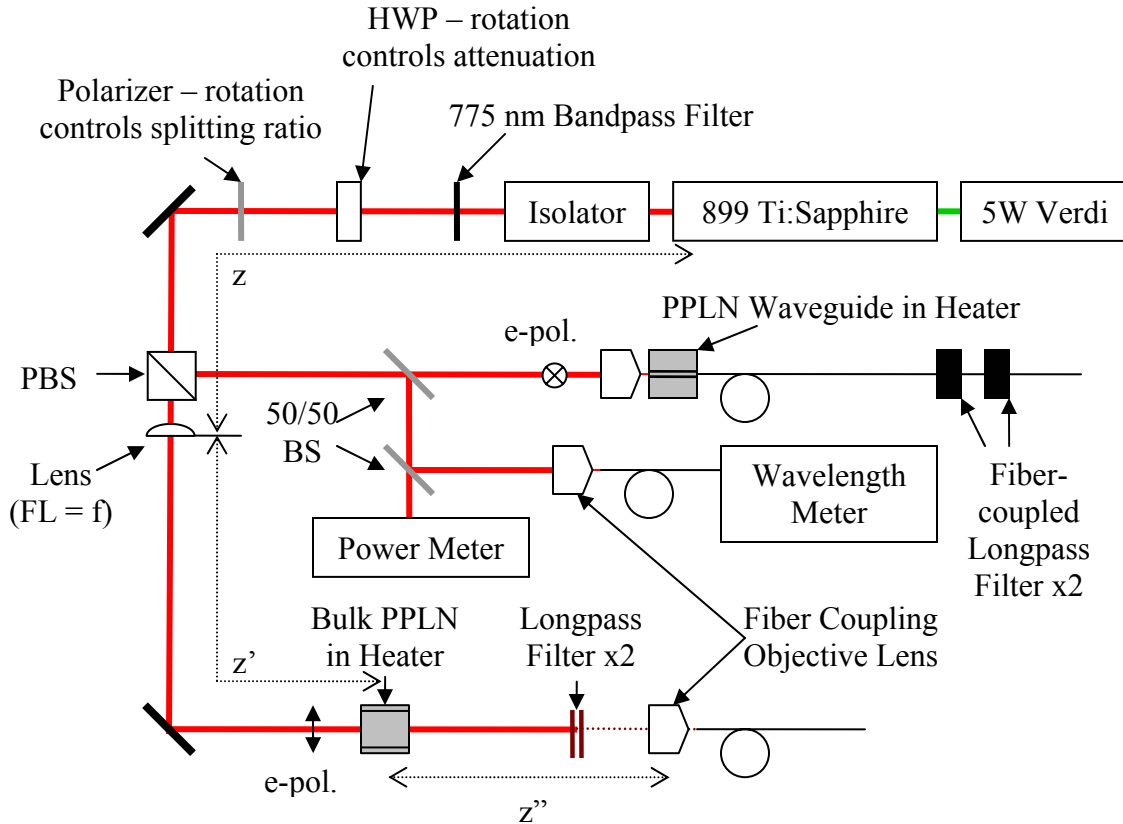 HWP – rotation
controls attenuation
Polarizer – rotation
controls splitting ratio
775 nm Bandpass Filter
Isolator
899 Ti:Sapphire
5W Verdi
z
PPLN Waveguide in Heater
e-pol.
PBS
50/50
BS
Lens
(FL = f)
Wavelength
Meter
Fiber-
coupled
Longpass
Filter x2
Power Meter
Bulk PPLN
in Heater
Longpass
Filter x2
Fiber Coupling
Objective Lens
z’
e-pol.
z”